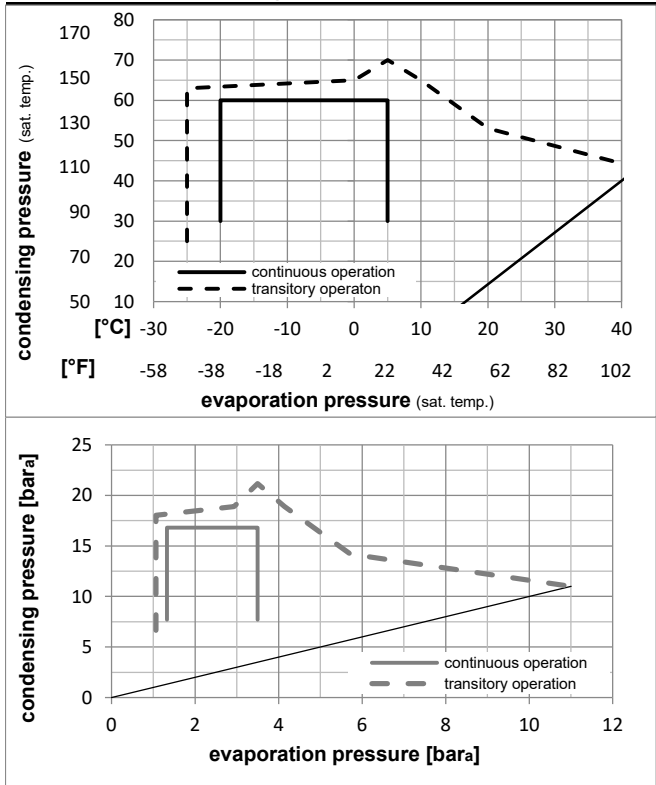 condensing pressure (sat. temp.)
170 80
70
150 60
130 50
110 40
90 30
70 20
50 10
continuous operation
transitory operaton
[°C] -30 -20 -10 0 10 20 30 40
[°F] -58 -38 -18 2 22 42 62 82 102
evaporation pressure (sat. temp.)
condensing pressure [bara]
25
20
15
10
5
0
continuous operation
transitory operation
0 2 4 6 8 10 12
evaporation pressure [bara]